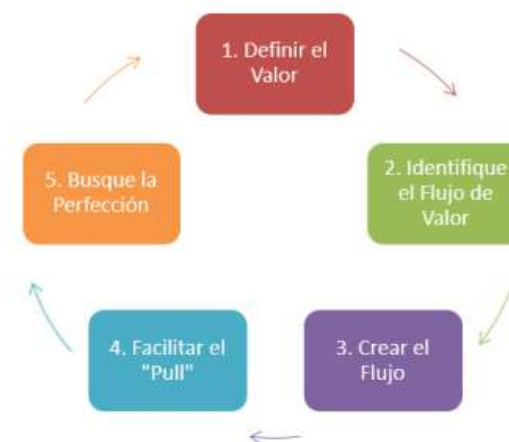 1. Definir el
Valor
2. Identifique
el Flujo de
Valor
3. Crear el
Flujo
4. Facilitar el
"Pull"
5. Busque la
Perfección